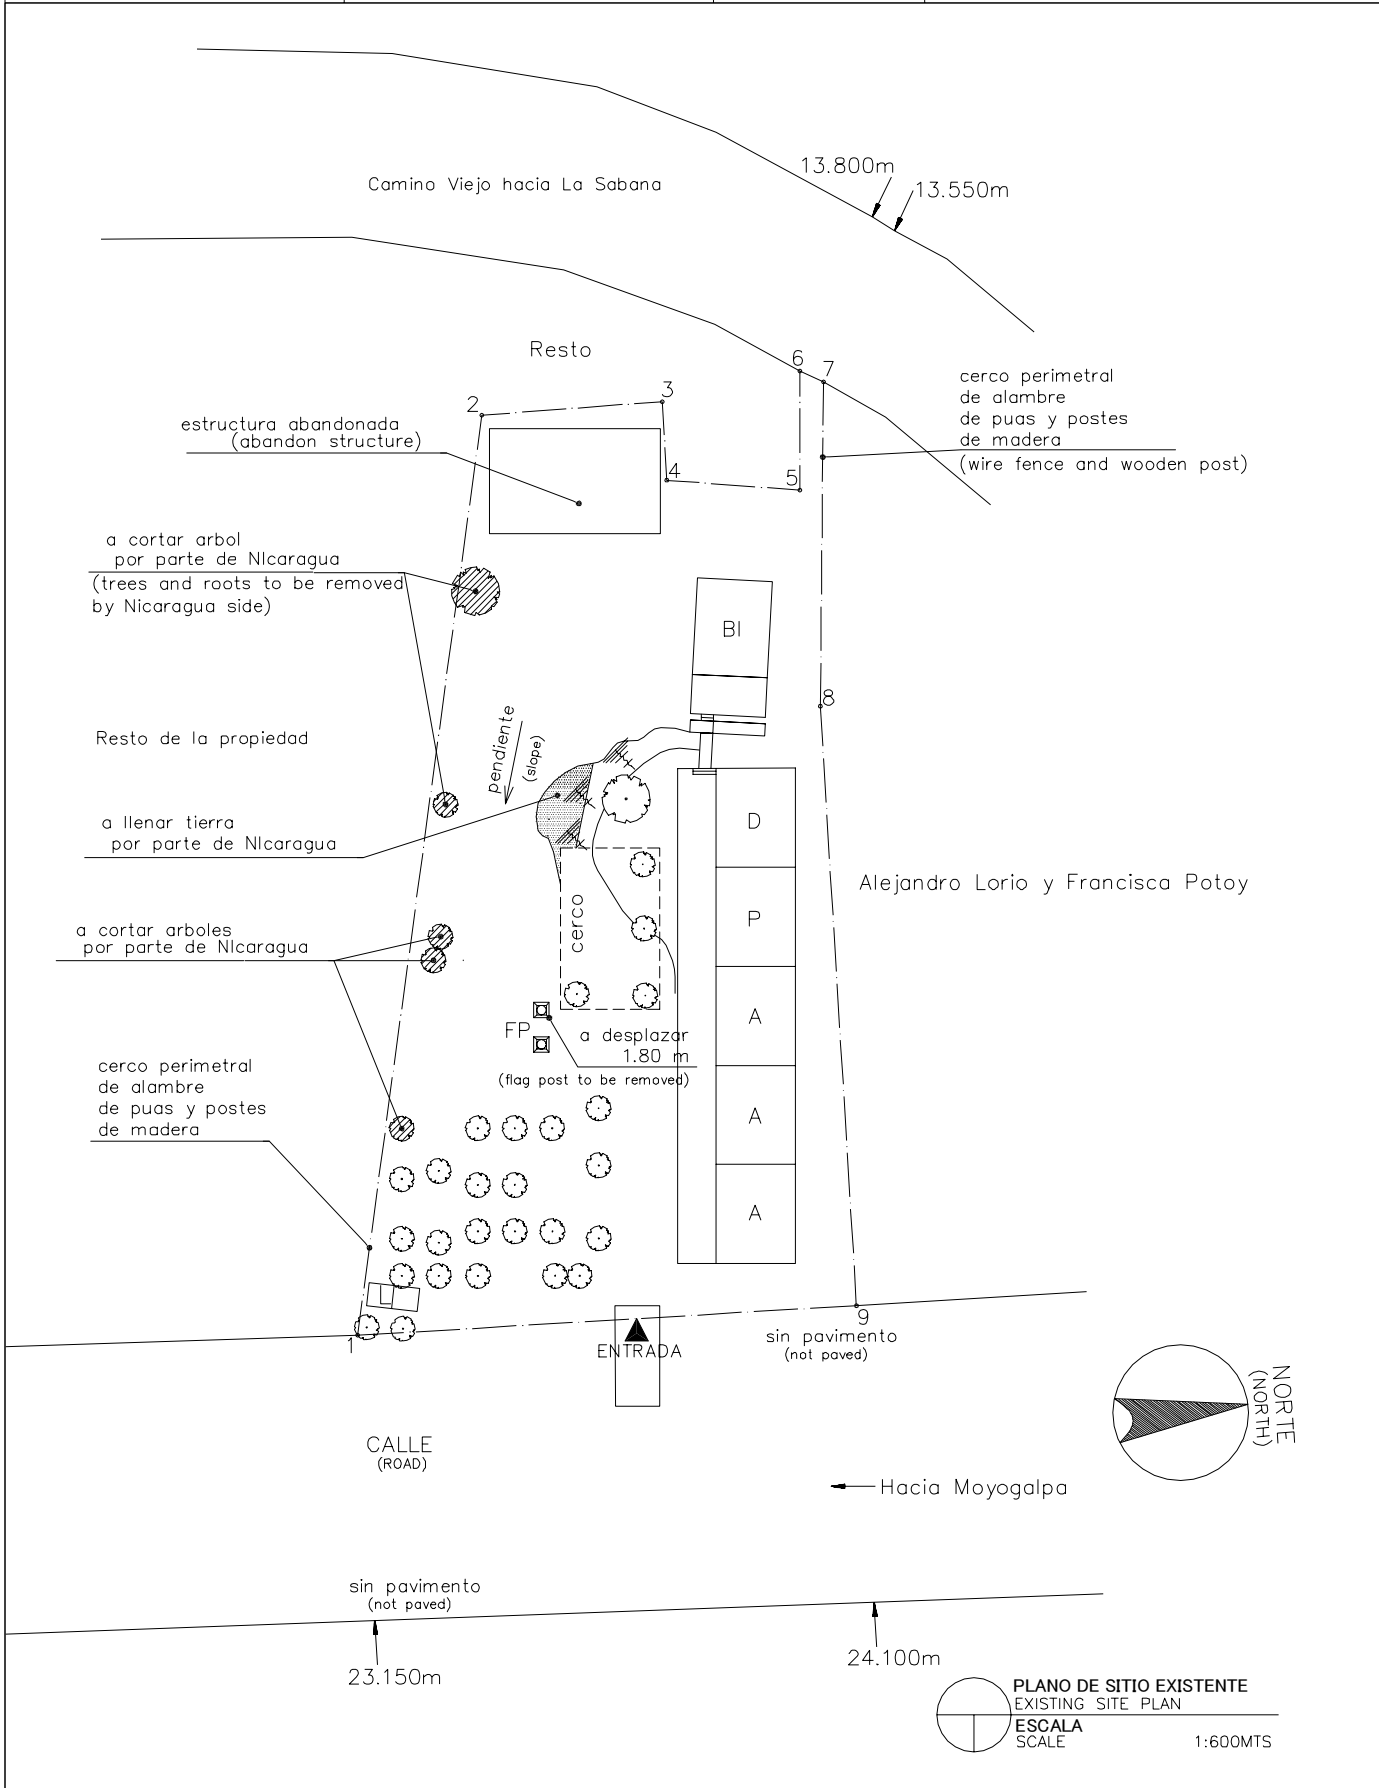 13.800m
Camino Viejo hacia La Sabana
13.550m
Resto
6
7
cerco perimetral
de alambre
de puas y postes
de madera
(wire fence and wooden post)
2
3
estructura abandonada
(abandon structure)
4
5
a cortar arbol
por parte de NIcaragua
(trees and roots to be removed
by Nicaragua side)
BI
8
Resto de la propiedad
pendiente
(slope)
a llenar tierra
por parte de NIcaragua
D
Alejandro Lorio y Francisca Potoy
cerco
P
a cortar arboles
por parte de NIcaragua
A
FP
a desplazar
1.80 m
(flag post to be removed)
cerco perimetral
de alambre
de puas y postes
de madera
A
A
9
1
ENTRADA
sin pavimento
(not paved)
NORTE
(NORTH)
CALLE
(ROAD)
Hacia Moyogalpa
sin pavimento
(not paved)
23.150m
24.100m
PLANO DE SITIO EXISTENTE
EXISTING SITE PLAN
ESCALA
SCALE 1:600MTS